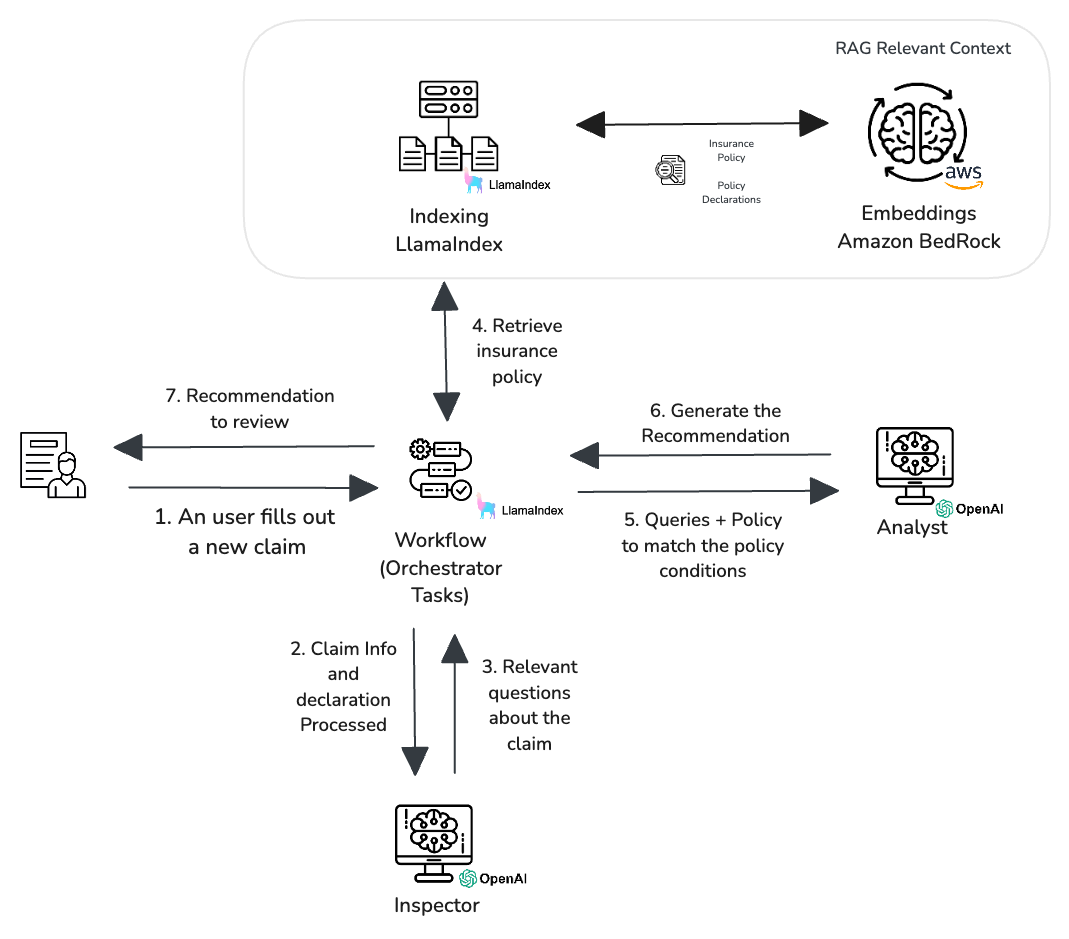 RAG Relevant Context
Insurance
Policy
Policy
Declarations
aws
LlamaIndex
Indexing
LlamaIndex
Embeddings
Amazon BedRock
4. Retrieve
insurance
policy
7. Recommendation
to review
6. Generate the
Recommendation
1. An user fills out
a new claim
LlamaIndex
Workflow
(Orchestrator
Tasks)
5. Queries + Policy
to match the policy
conditions
OpenAI
Analyst
2. Claim Info
and
declaration
Processed
3. Relevant
questions
about the
claim
OpenAI
Inspector